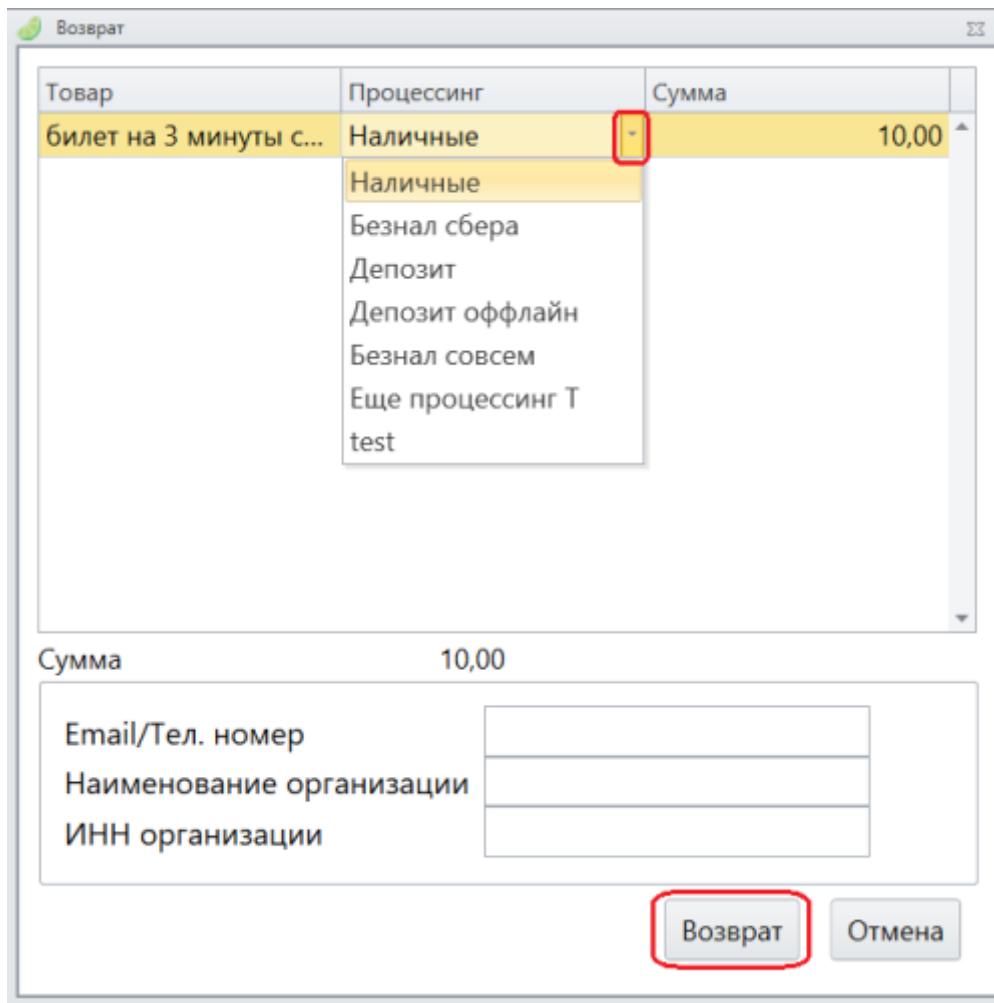 Возврат
Товар Процессинг Сумма
билет на 3 минуты с... Наличные 10,00
Наличные
Безнал сбера
Депозит
Депозит оффлайн
Безнал совсем
Еще процессинг Т
test
Сумма 10,00
Email/Тел. номер
Наименование организации
ИНН организации
Возврат Отмена